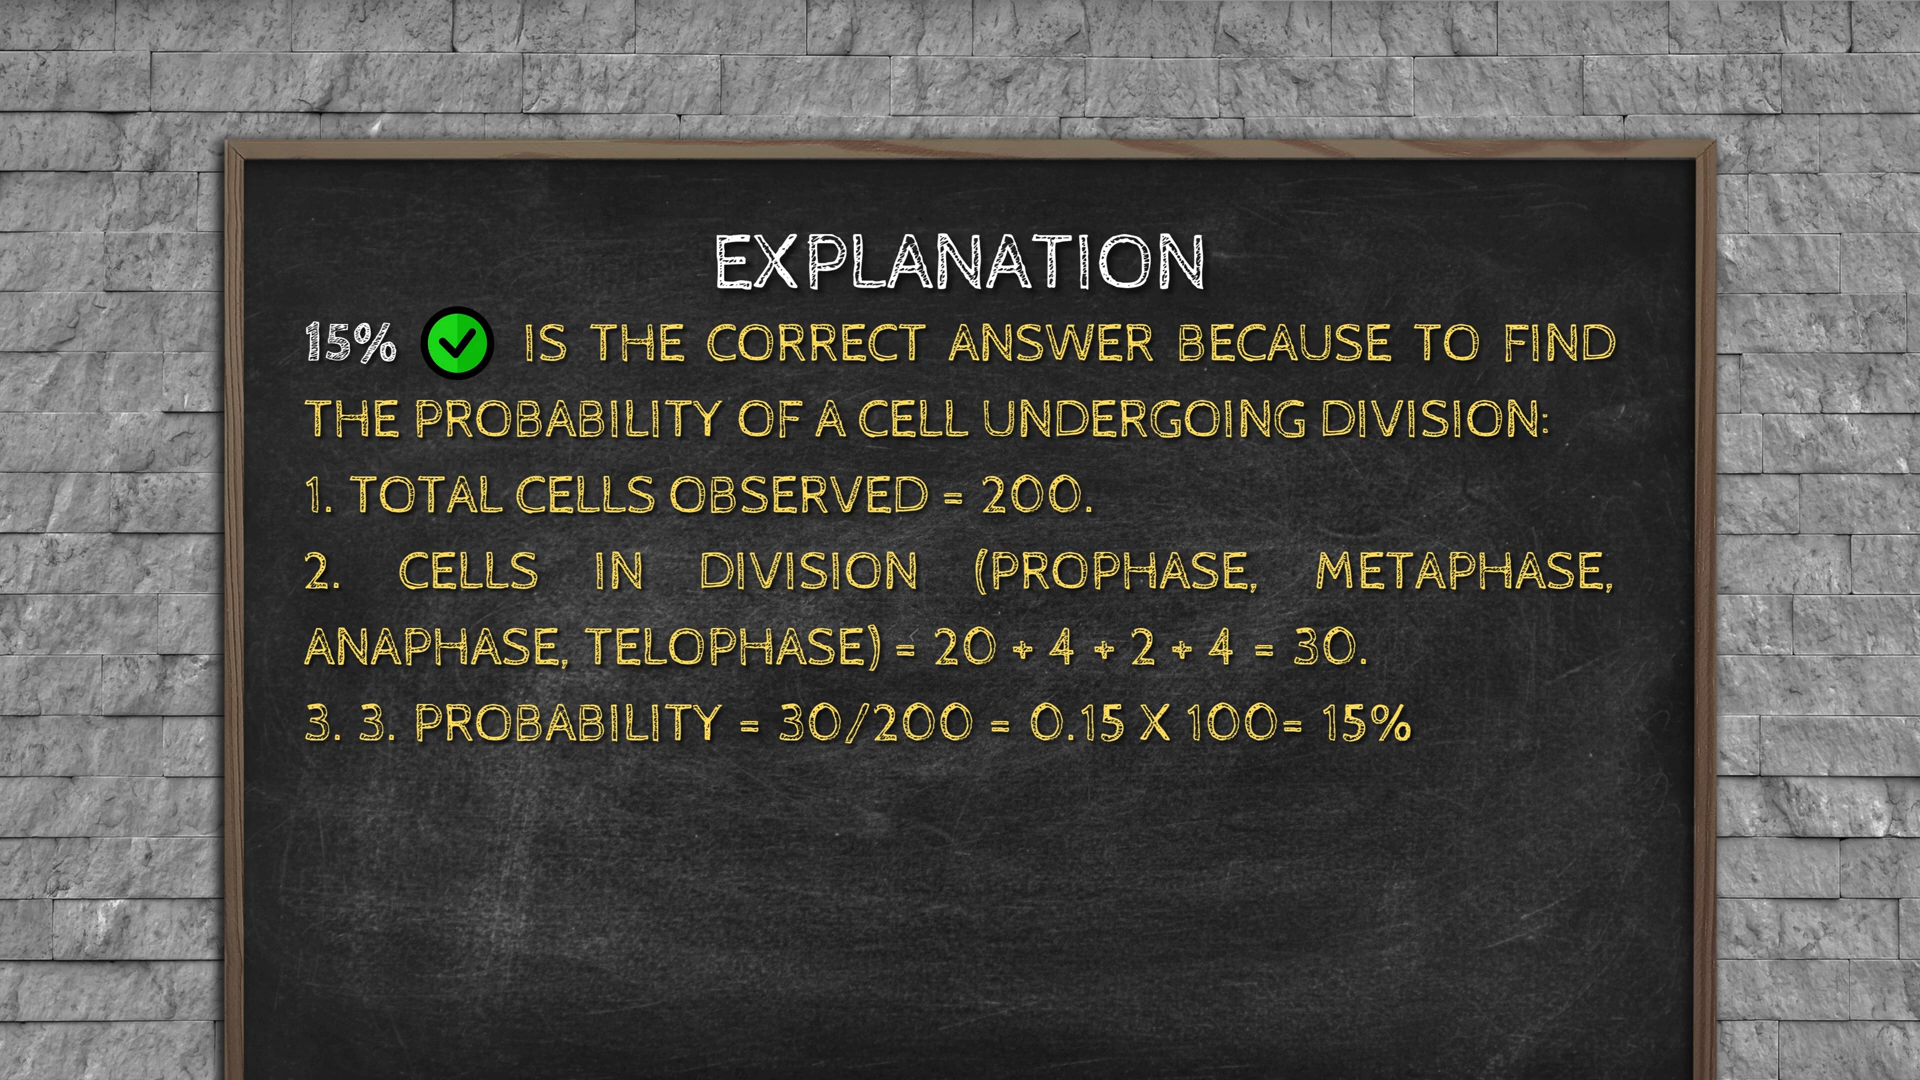 EXPLANATION
15% IS THE CORRECT ANSWER BECAUSE TO FIND
THE PROBABILITY OF A CELL UNDERGOING DIVISION:
1. TOTAL CELLS OBSERVED = 200.
2. CELLS IN DIVISION (PROPHASE, METAPHASE,
ANAPHASE, TELOPHASE) = 20 + 4 + 2 + 4 = 30.
3. 3. PROBABILITY = 30/200 = 0.15 X 100= 15%